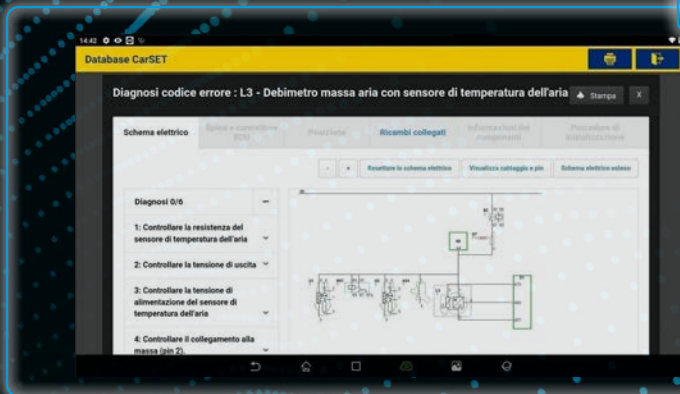 14:42
Database CarSET
Diagnosi codice errore : L3 - Debimetro massa aria con sensore di temperatura dell'aria
Stampa X
Schema elettrico
Posizione
Ricambi collegati
- + Resettare lo schema elettrico Visualizza cablaggio e pin Schema elettrico esteso
Diagnosi 0/6
1: Controllare la resistenza del
sensore di temperatura dell'aria
2: Controllare la tensione di uscita
3: Controllare la tensione di
alimentazione del sensore di
temperatura dell'aria
4: Controllare il collegamento alla
massa (pin 2).